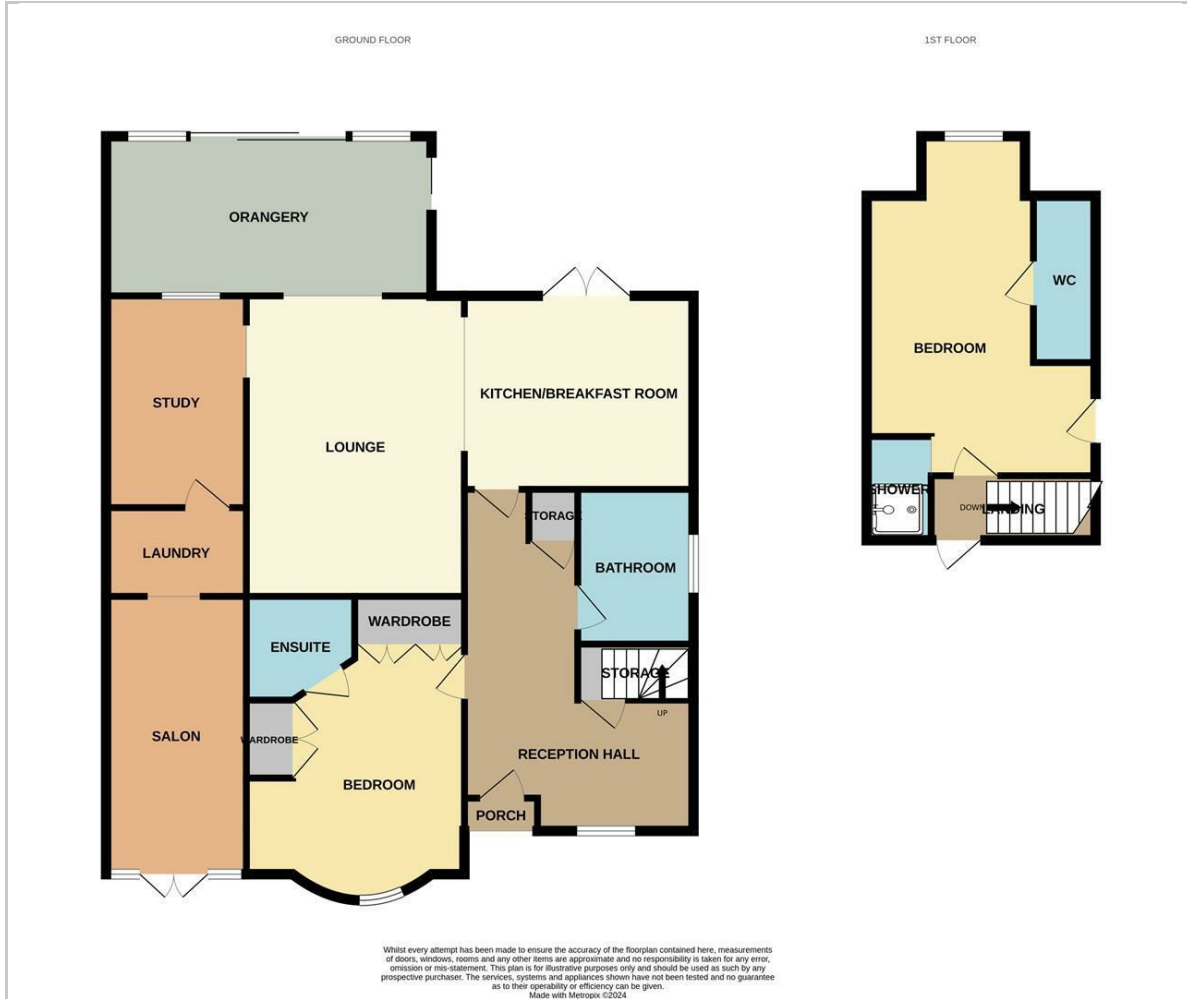 GROUND FLOOR
1ST FLOOR
ORANGERY
WC
BEDROOM
KITCHEN/BREAKFAST ROOM
STUDY
LOUNGE
SHOWER
DOWN
LANDING
STORAGE
LAUNDRY
BATHROOM
WARDROBE
ENSUITE
STORAGE
UP
SALON
WARDROBE
RECEPTION HALL
BEDROOM
PORCH
Whilst every attempt has been made to ensure the accuracy of the floorplan contained here, measurements
of doors, windows, rooms and any other items are approximate and no responsibility is taken for any error,
omission or mis-statement. This plan is for illustrative purposes only and should be used as such by any
prospective purchaser. The services, systems and appliances shown have not been tested and no guarantee
as to their operability or efficiency can be given.
Made with Metropix ©2024